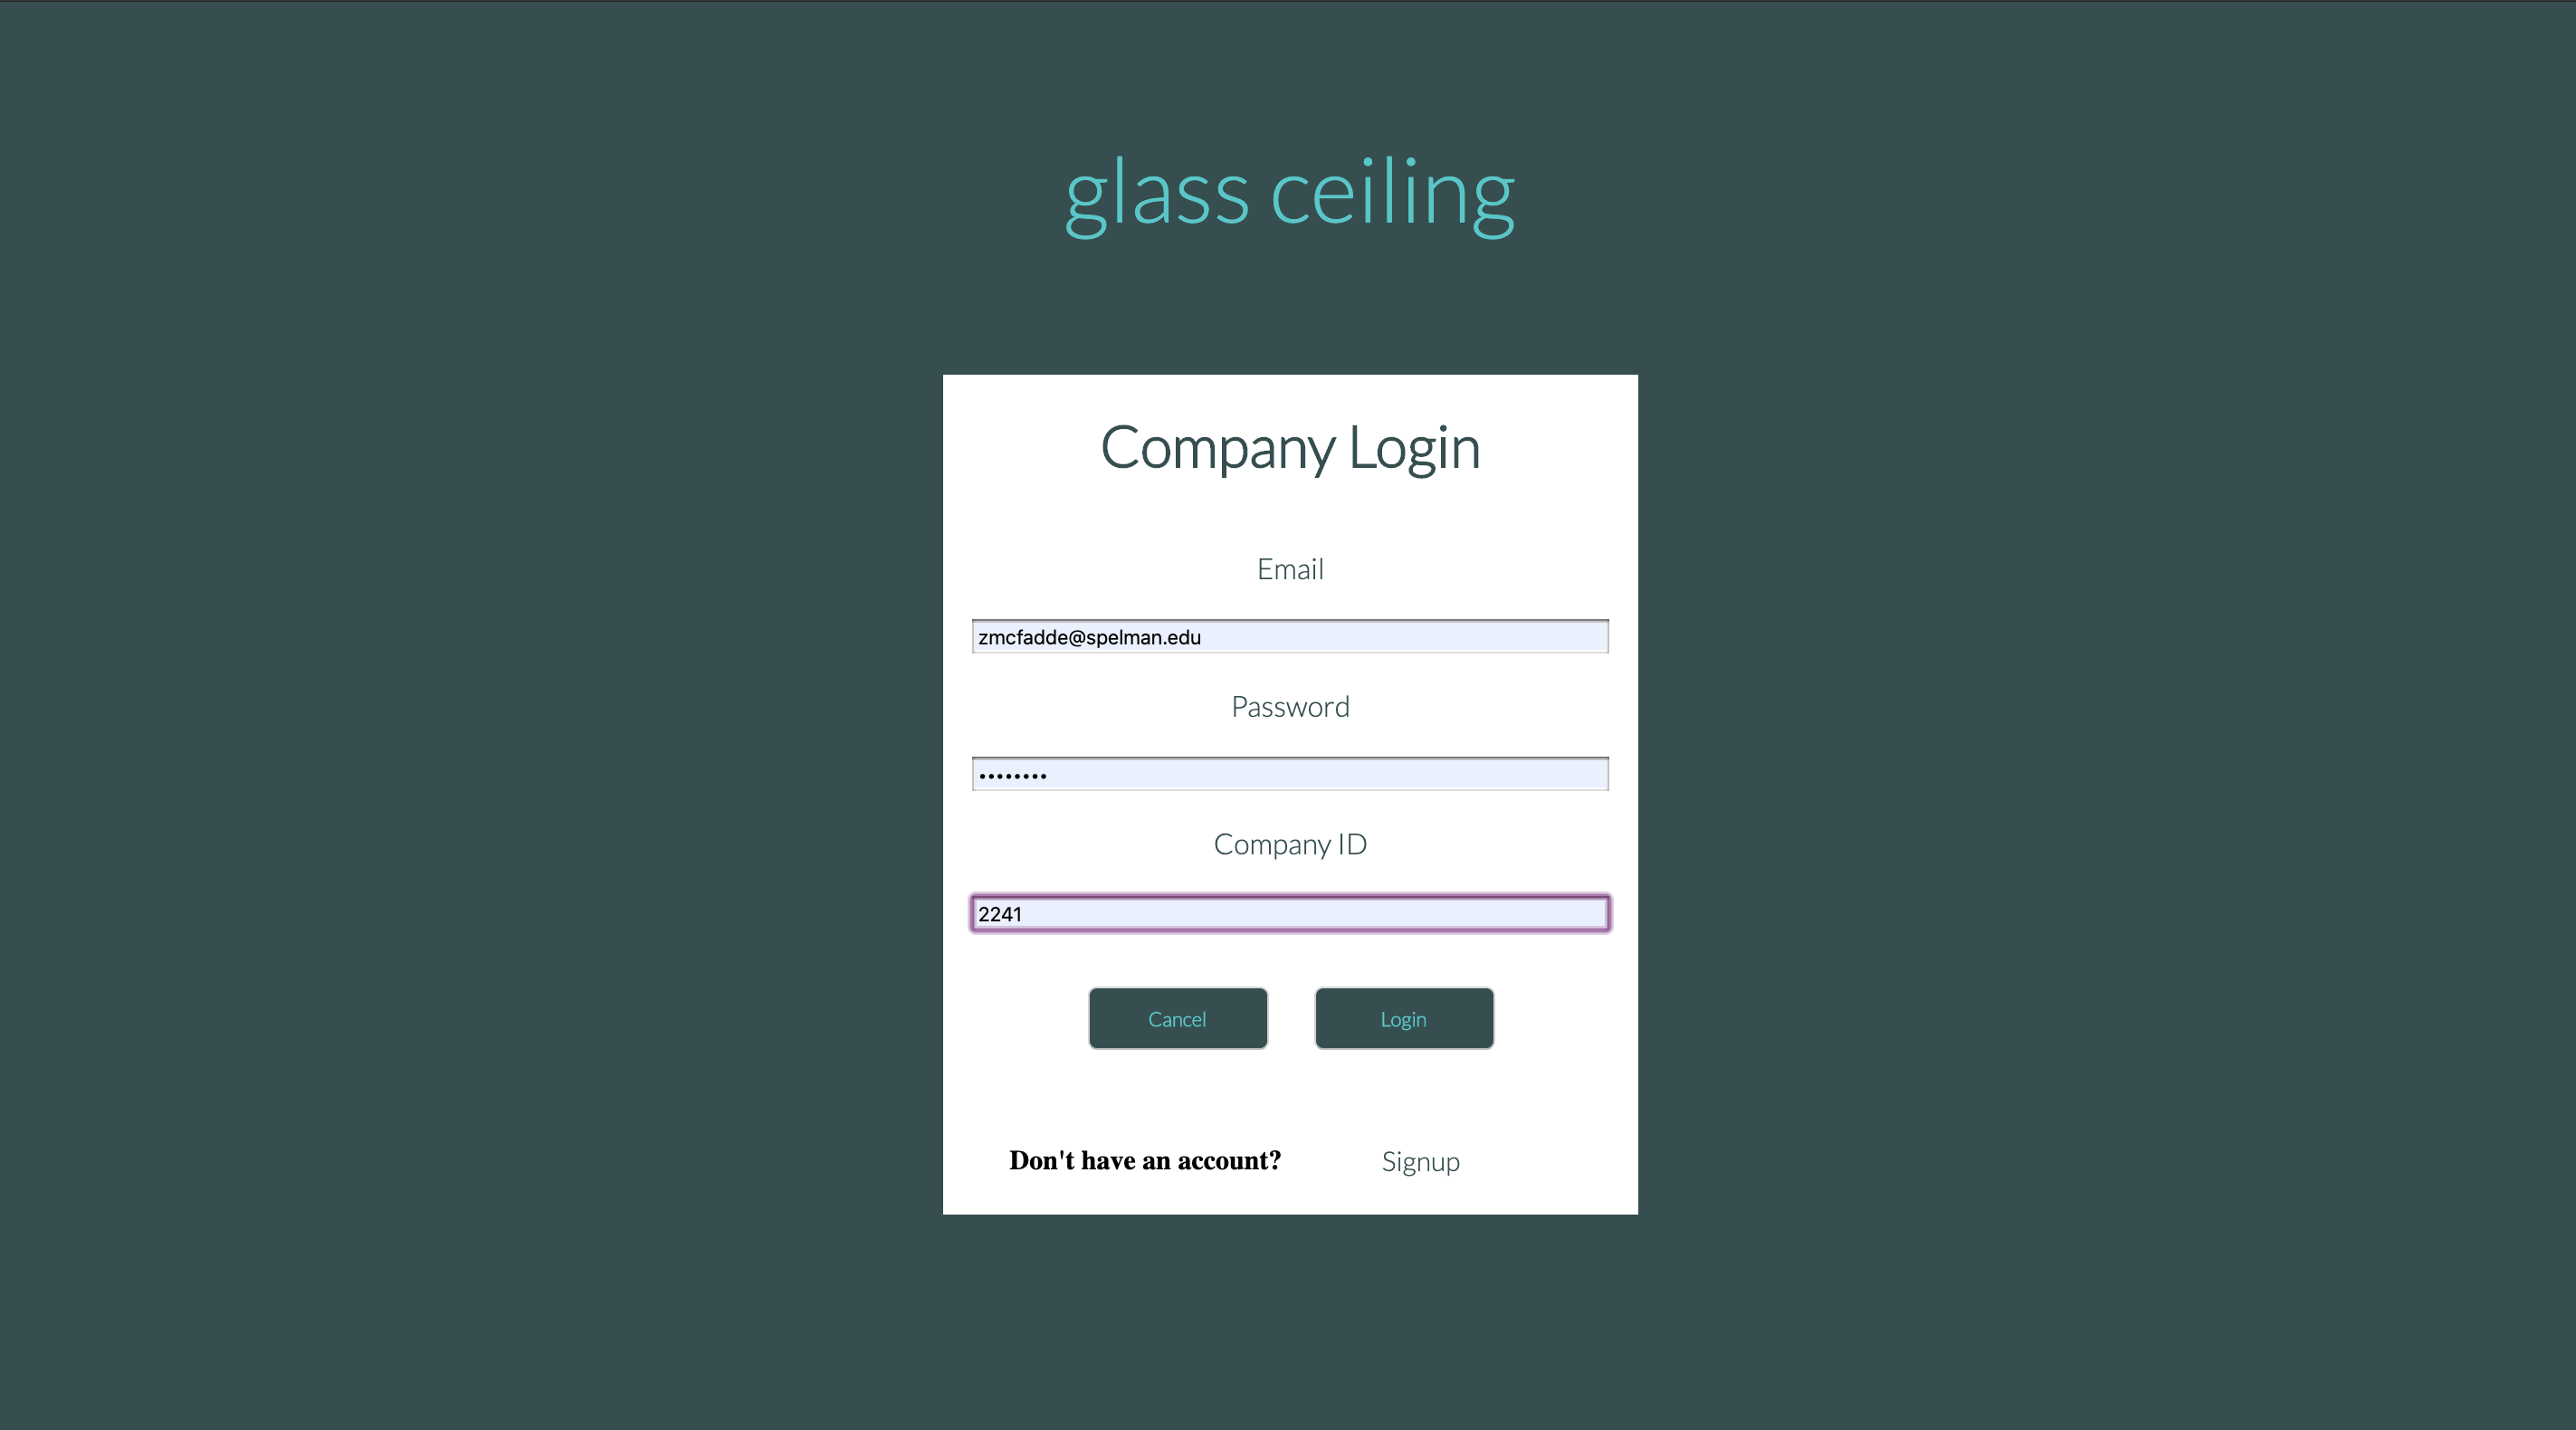 glass ceiling
Company Login
Email
zmcfadde@spelman.edu
Password
••••••••
Company ID
2241
Cancel Login
Don't have an account? Signup